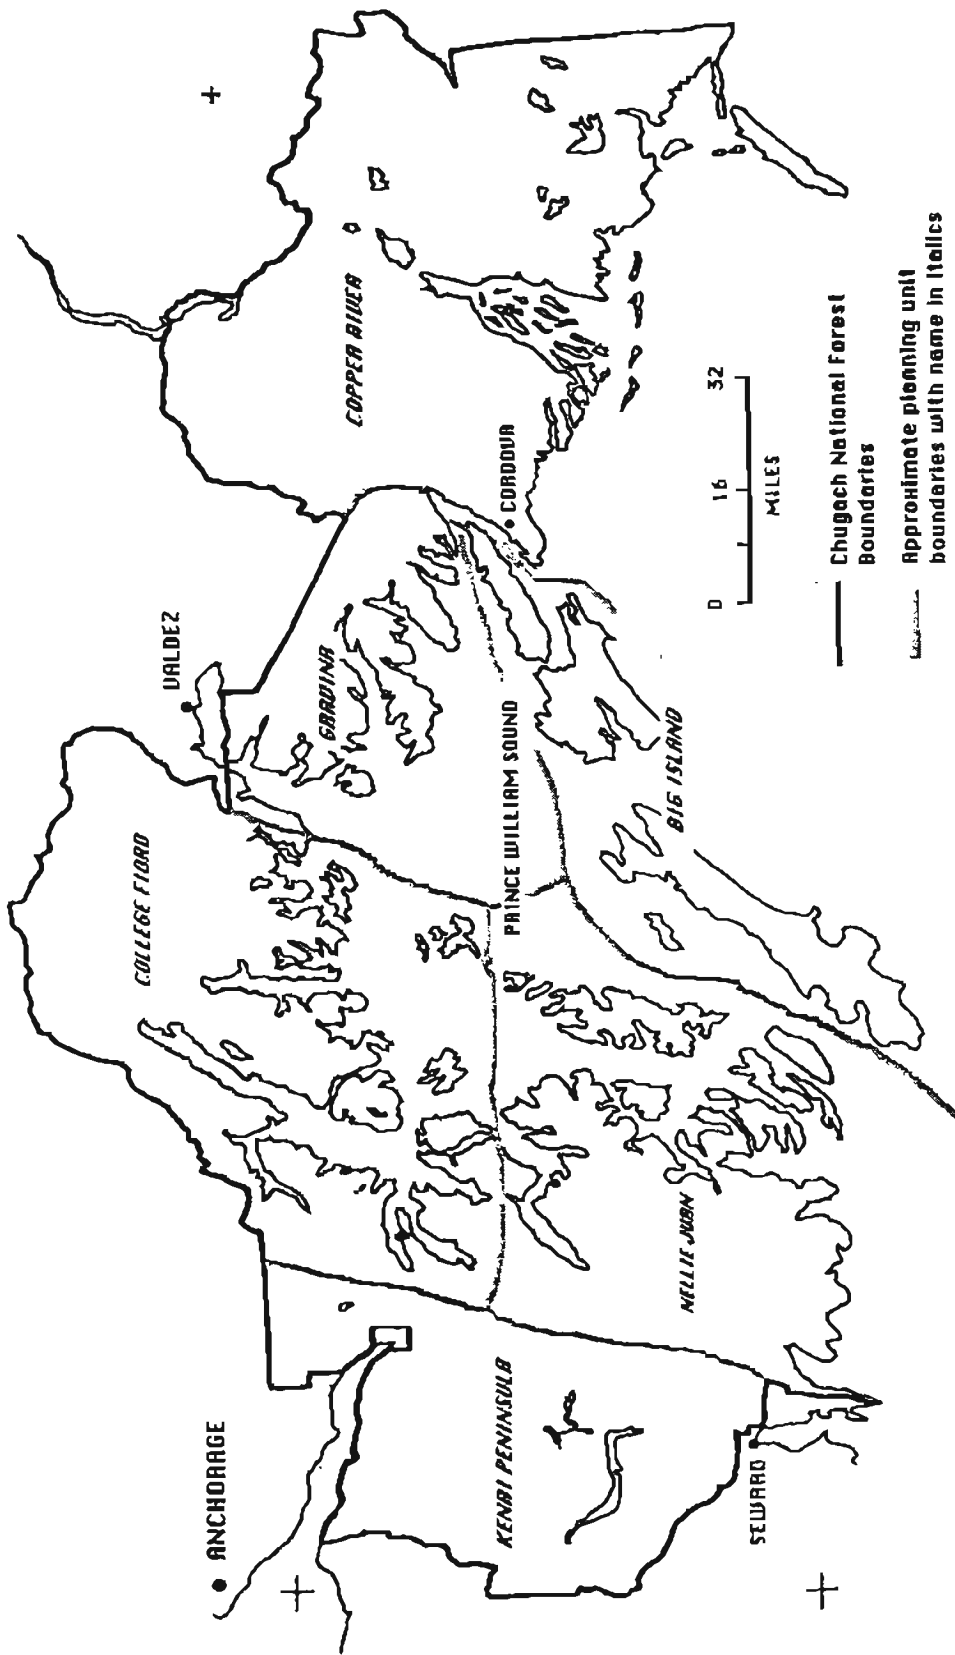 ANCHORAGE
VALDEZ
COLLEGE FIORD
COPPER RIVER
GRAVINA
KENAI PENINSULA
PRINCE WILLIAM SOUND
CORDOVA
NELLIE JUAN
BIG ISLAND
SEWARD
0 16 32
MILES
Chugach National Forest
Boundaries
Approximate planning unit
boundaries with name in italics